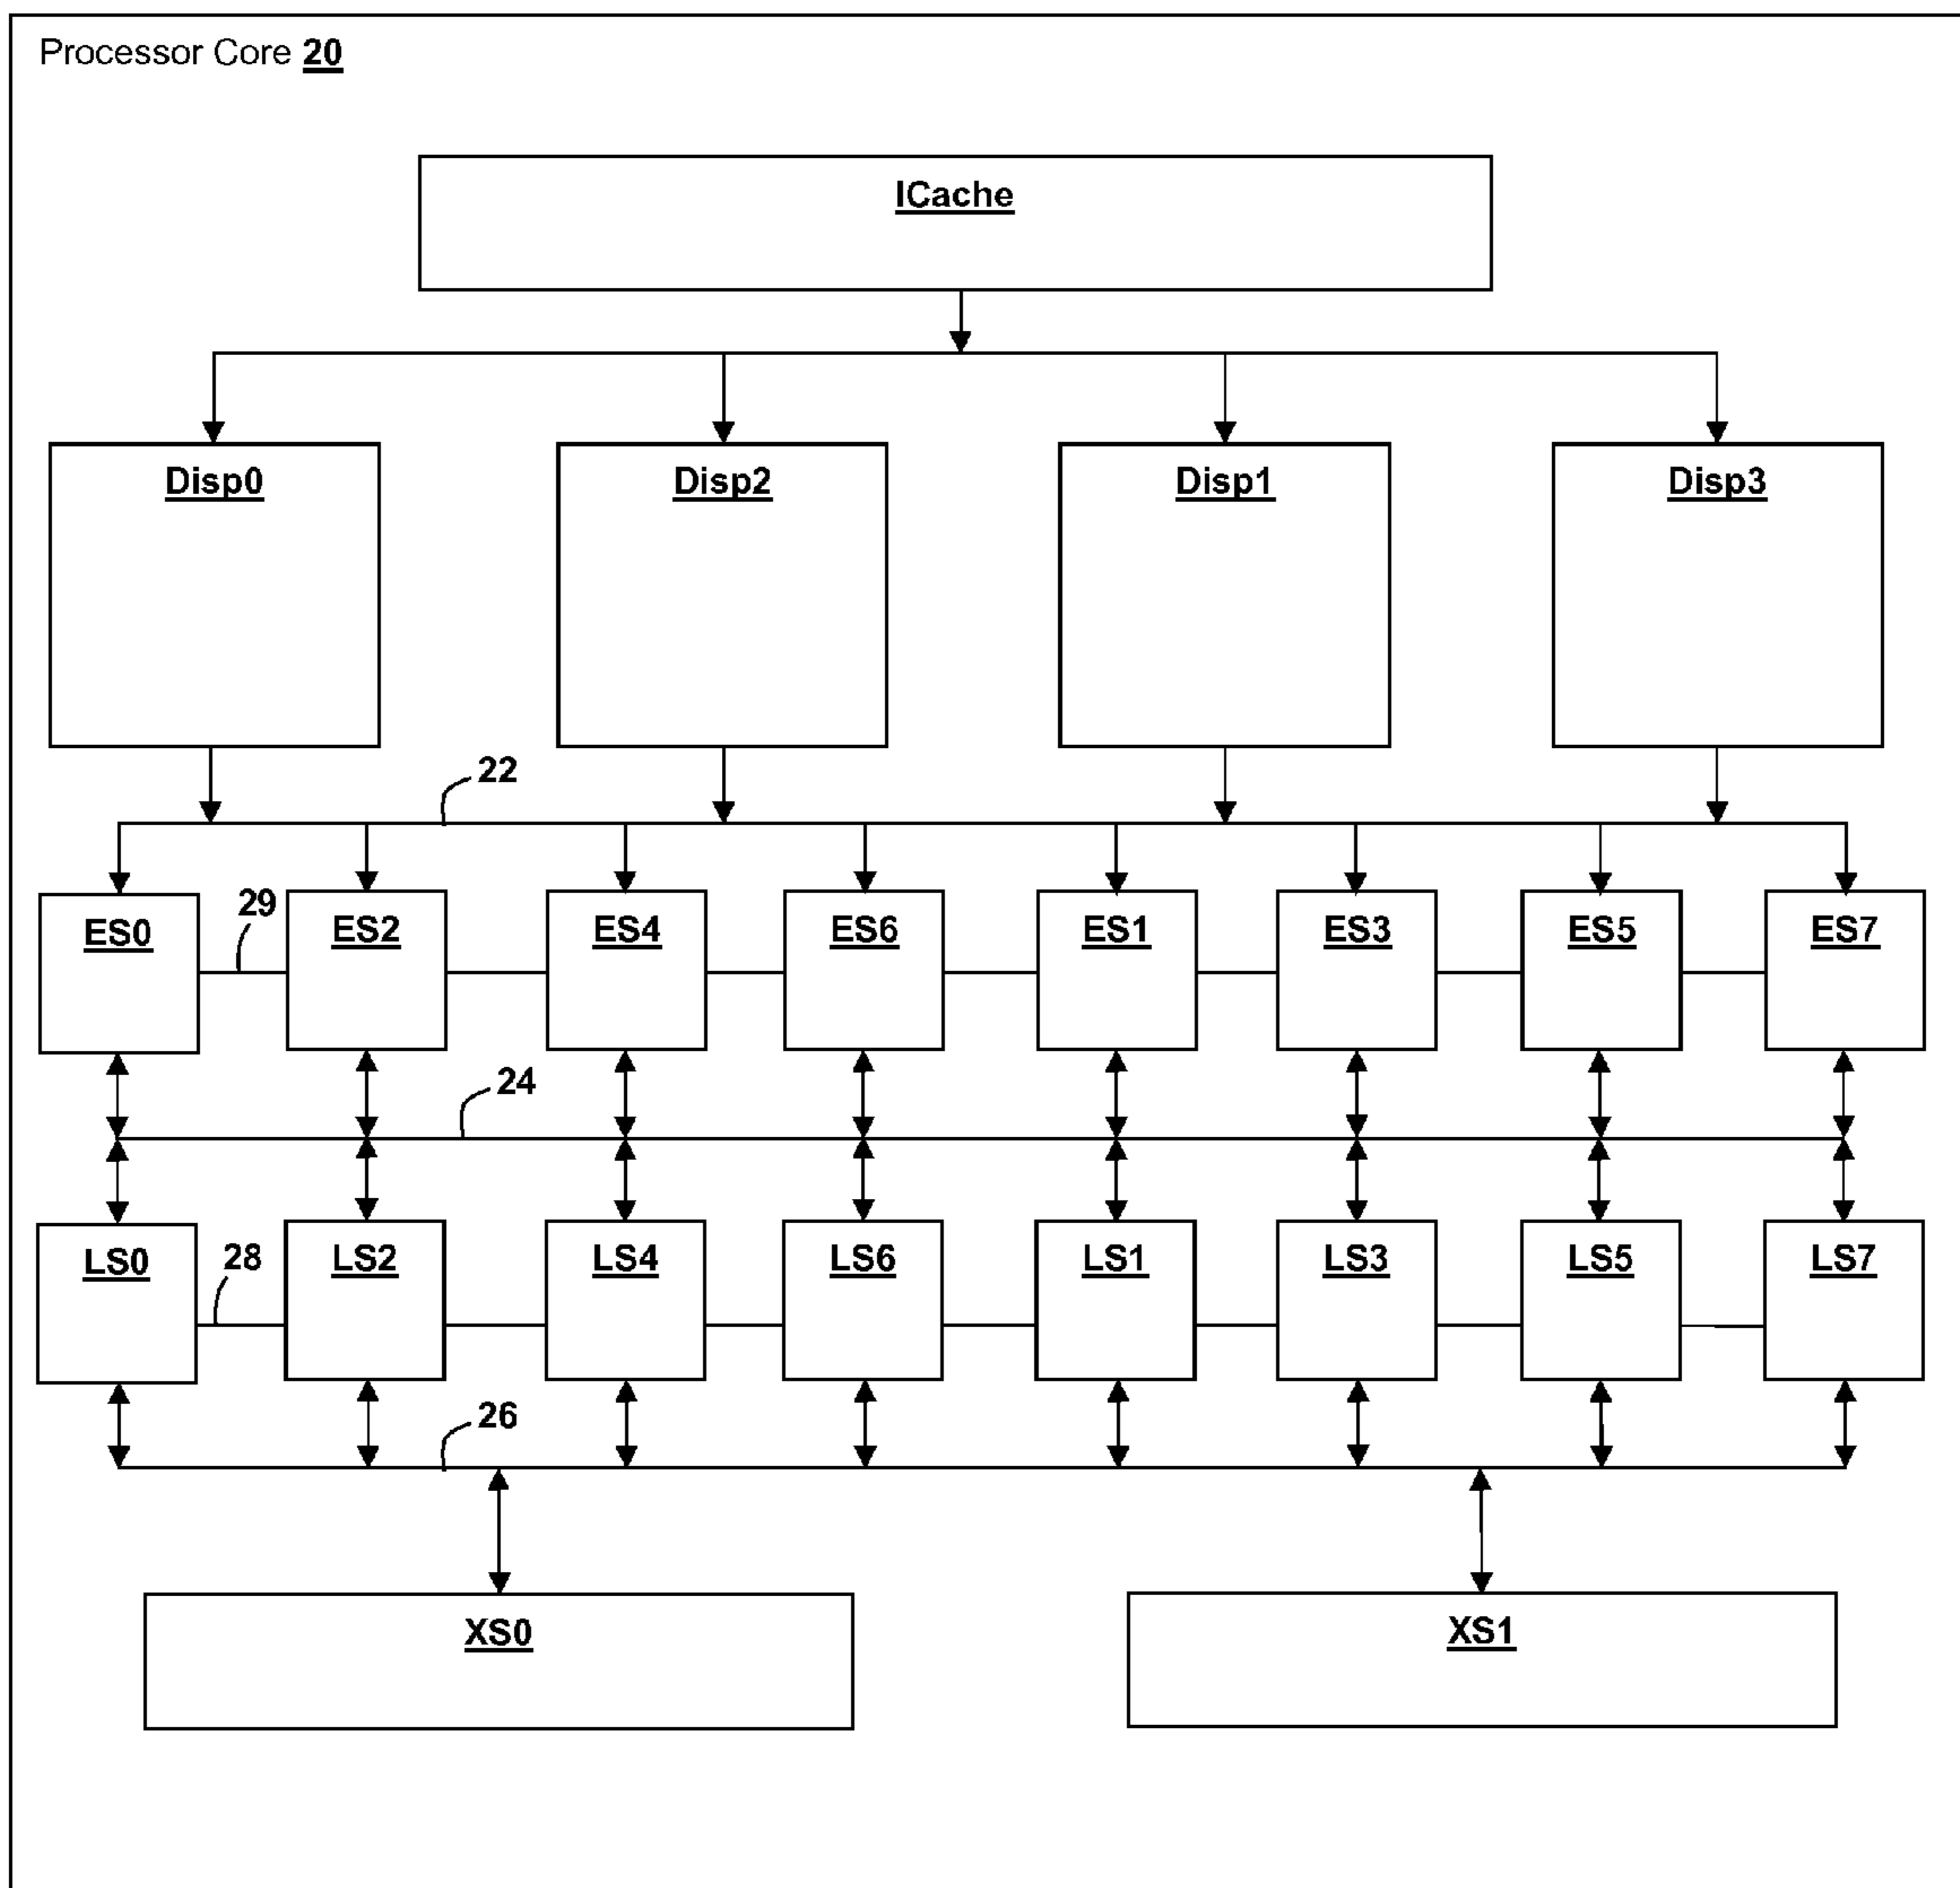 Processor Core 20
ICache
Disp0 Disp2 Disp1 Disp3
22
29
ES0 ES2 ES4 ES6 ES1 ES3 ES5 ES7
24
28
LS0 LS2 LS4 LS6 LS1 LS3 LS5 LS7
26
XS0 XS1